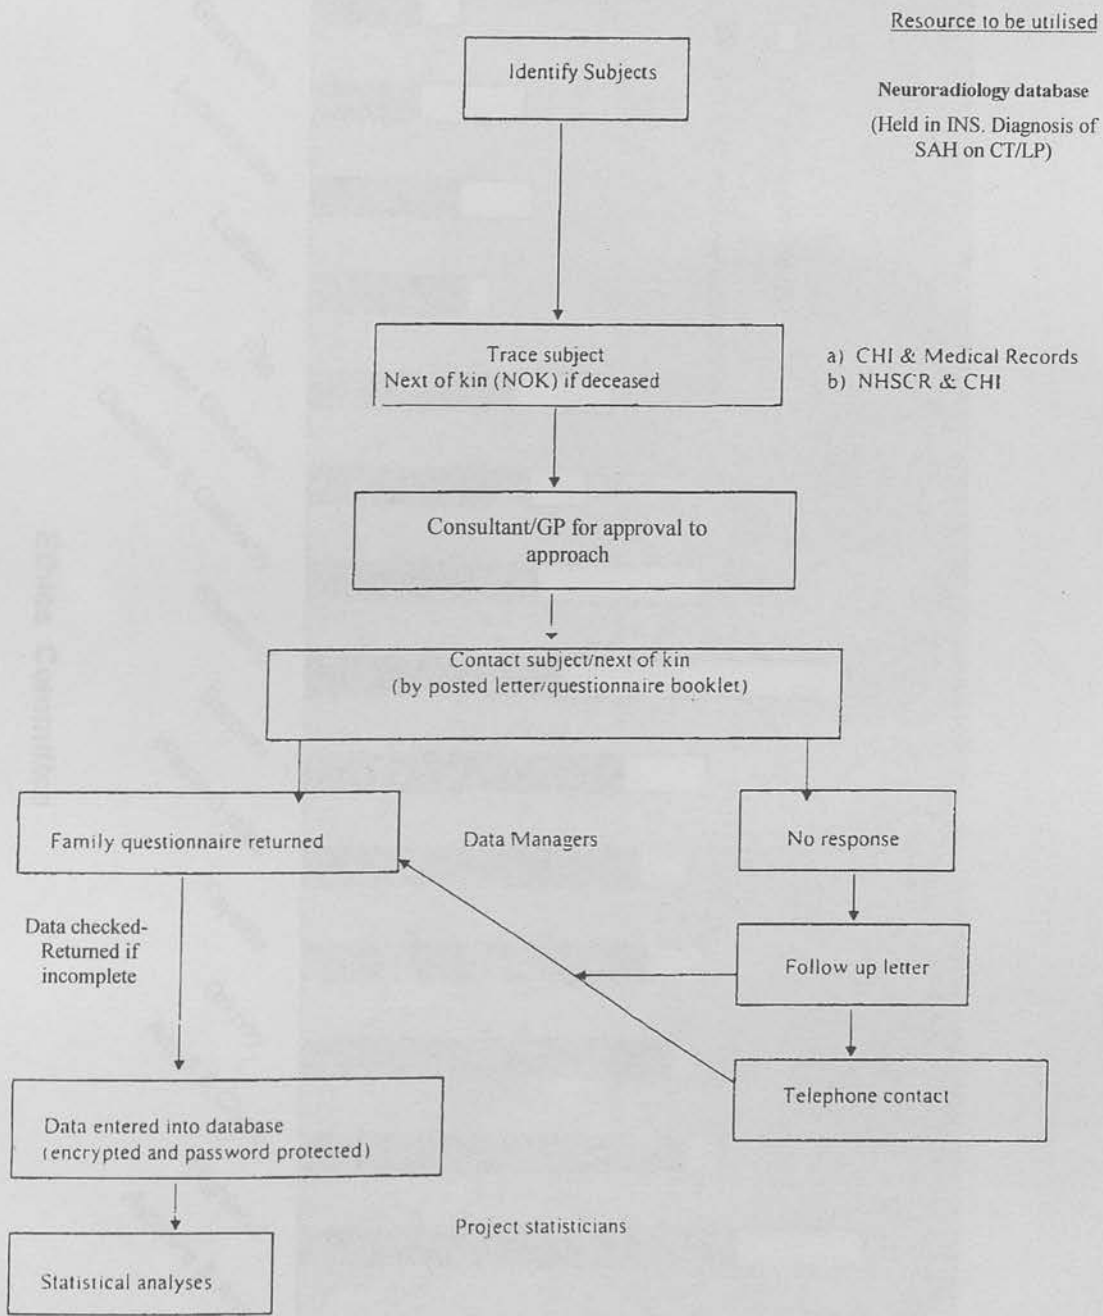 Resource to be utilised
Identify Subjects
Neuroradiology database
(Held in INS. Diagnosis of
SAH on CT/LP)
Trace subject
Next of kin (NOK) if deceased
a) CHI & Medical Records
b) NHSCR & CHI
Consultant/GP for approval to
approach
Contact subject/next of kin
(by posted letter/questionnaire booklet)
Family questionnaire returned
Data Managers
No response
Data checked-
Returned if
incomplete
Follow up letter
Telephone contact
Data entered into database
(encrypted and password protected)
Project statisticians
Statistical analyses